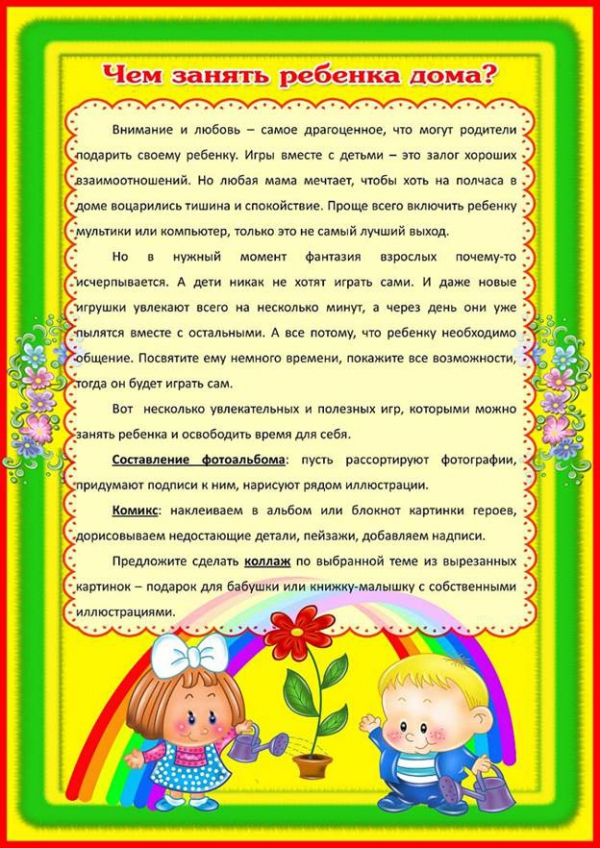 Чем занять ребенка дома?
Внимание и любовь – самое драгоценное, что могут родители
подарить своему ребенку. Игры вместе с детьми – это залог хороших
взаимоотношений. Но любая мама мечтает, чтобы хоть на полчаса в
доме воцарились тишина и спокойствие. Проще всего включить ребенку
мультики или компьютер, только это не самый лучший выход.
Но в нужный момент фантазия взрослых почему-то
исчерпывается. А дети никак не хотят играть сами. И даже новые
игрушки увлекают всего на несколько минут, а через день они уже
пылятся вместе с остальными. А все потому, что ребенку необходимо
общение. Посвятите ему немного времени, покажите все возможности,
тогда он будет играть сам.
Вот несколько увлекательных и полезных игр, которыми можно
занять ребенка и освободить время для себя.
Составление фотоальбома: пусть рассортируют фотографии,
придумают подписи к ним, нарисуют рядом иллюстрации.
Комикс: наклеиваем в альбом или блокнот картинки героев,
дорисовываем недостающие детали, пейзажи, добавляем надписи.
Предложите сделать коллаж по выбранной теме из вырезанных
картинок – подарок для бабушки или книжку-малышку с собственными
иллюстрациями.